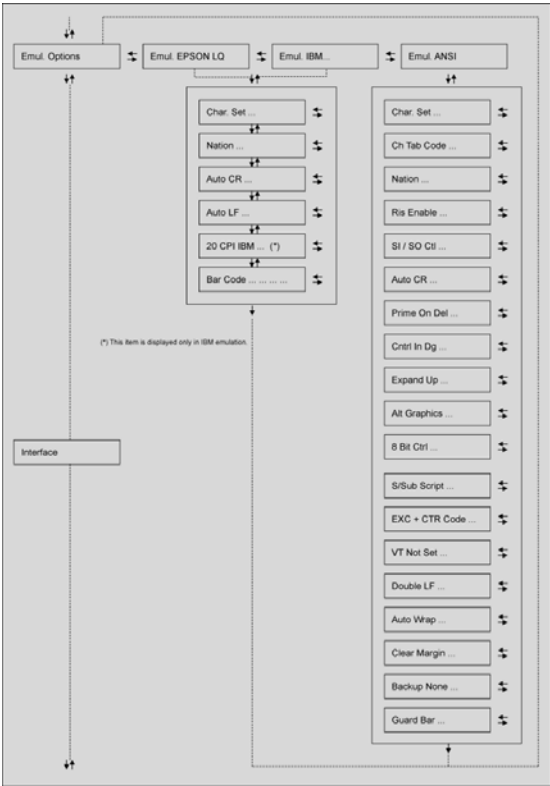 Emul. Options
Emul. EPSON LQ
Emul. IBM...
Emul. ANSI
Char. Set ...
Nation ...
Auto CR ...
Auto LF ...
20 CPI IBM ... (*)
Bar Code ... ... ... ...
(*) This item is displayed only in IBM emulation.
Interface
Char. Set ...
Ch Tab Code ...
Nation ...
Ris Enable ...
SI / SO Ctl ...
Auto CR ...
Prime On Del ...
Cntrl In Dg ...
Expand Up ...
Alt Graphics ...
8 Bit Ctrl ...
S/Sub Script ...
EXC + CTR Code ...
VT Not Set ...
Double LF ...
Auto Wrap ...
Clear Margin ...
Backup None ...
Guard Bar ...